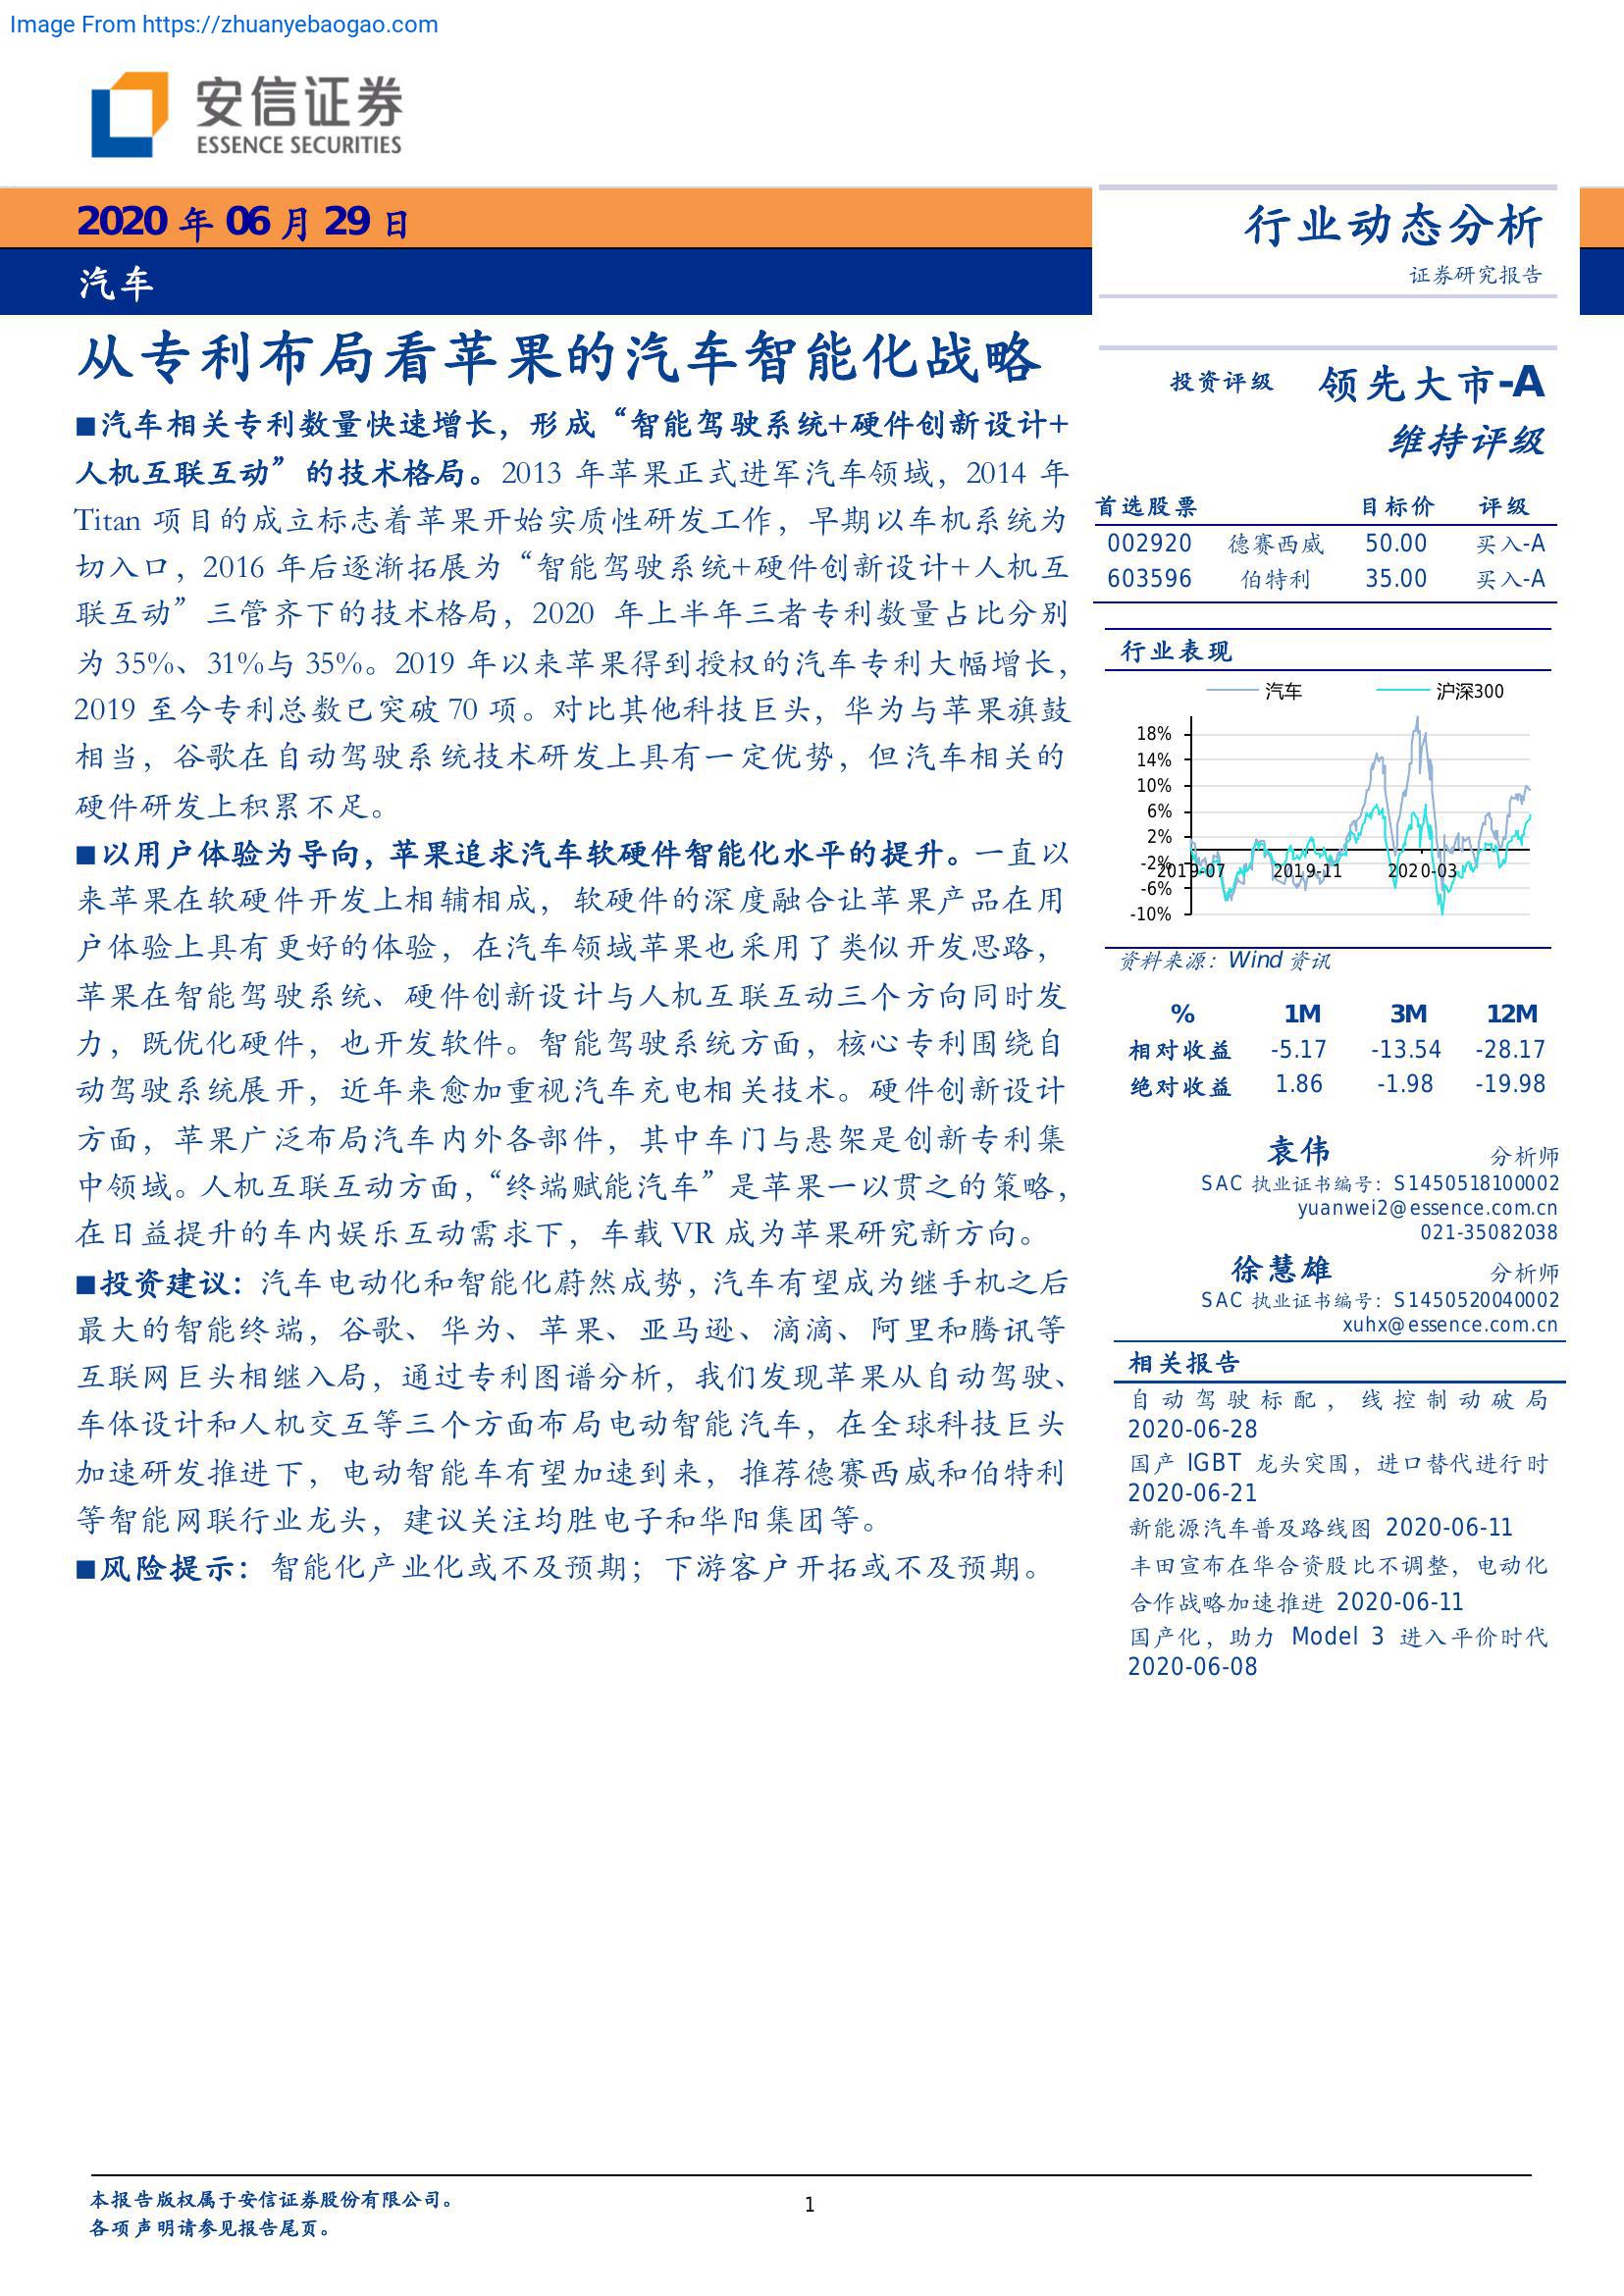 Image From https://zhuanyebaogao.com
安信证券
ESSENCE SECURITIES
2020 年 06 月 29 日
汽车
行业动态分析
证券研究报告
从专利布局看苹果的汽车智能化战略
■汽车相关专利数量快速增长，形成“智能驾驶系统+硬件创新设计+
人机互联互动”的技术格局。2013 年苹果正式进军汽车领域，2014 年
Titan 项目的成立标志着苹果开始实质性研发工作，早期以车机系统为
切入口，2016 年后逐渐拓展为“智能驾驶系统+硬件创新设计+人机互
联互动”三管齐下的技术格局，2020 年上半年三者专利数量占比分别
为 35%、31%与 35%。2019 年以来苹果得到授权的汽车专利大幅增长，
2019 至今专利总数已突破 70 项。对比其他科技巨头，华为与苹果旗鼓
相当，谷歌在自动驾驶系统技术研发上具有一定优势，但汽车相关的
硬件研发上积累不足。
■以用户体验为导向，苹果追求汽车软硬件智能化水平的提升。一直以
来苹果在软硬件开发上相辅相成，软硬件的深度融合让苹果产品在用
户体验上具有更好的体验，在汽车领域苹果也采用了类似开发思路，
苹果在智能驾驶系统、硬件创新设计与人机互联互动三个方向同时发
力，既优化硬件，也开发软件。智能驾驶系统方面，核心专利围绕自
动驾驶系统展开，近年来愈加重视汽车充电相关技术。硬件创新设计
方面，苹果广泛布局汽车内外各部件，其中车门与悬架是创新专利集
中领域。人机互联互动方面，“终端赋能汽车”是苹果一以贯之的策略，
在日益提升的车内娱乐互动需求下，车载 VR 成为苹果研究新方向。
■投资建议：汽车电动化和智能化蔚然成势，汽车有望成为继手机之后
最大的智能终端，谷歌、华为、苹果、亚马逊、滴滴、阿里和腾讯等
互联网巨头相继入局，通过专利图谱分析，我们发现苹果从自动驾驶、
车体设计和人机交互等三个方面布局电动智能汽车，在全球科技巨头
加速研发推进下，电动智能车有望加速到来，推荐德赛西威和伯特利
等智能网联行业龙头，建议关注均胜电子和华阳集团等。
■风险提示：智能化产业化或不及预期；下游客户开拓或不及预期。
投资评级 领先大市-A
维持评级
首选股票 目标价 评级
002920 德赛西威 50.00 买入-A
603596 伯特利 35.00 买入-A
行业表现
汽车 沪深300
18%
14%
10%
6%
2%
-2%
2019-07 2019-11 2020-03
-6%
-10%
资料来源：Wind 资讯
% 1M 3M 12M
相对收益 -5.17 -13.54 -28.17
绝对收益 1.86 -1.98 -19.98
袁伟 分析师
SAC 执业证书编号：S1450518100002
yuanwei2@essence.com.cn
021-35082038
徐慧雄 分析师
SAC 执业证书编号：S1450520040002
xuhx@essence.com.cn
相关报告
自动驾驶标配，线控制动破局
2020-06-28
国产 IGBT 龙头突围，进口替代进行时
2020-06-21
新能源汽车普及路线图 2020-06-11
丰田宣布在华合资股比不调整，电动化
合作战略加速推进 2020-06-11
国产化，助力 Model 3 进入平价时代
2020-06-08
本报告版权属于安信证券股份有限公司。
各项声明请参见报告尾页。
1